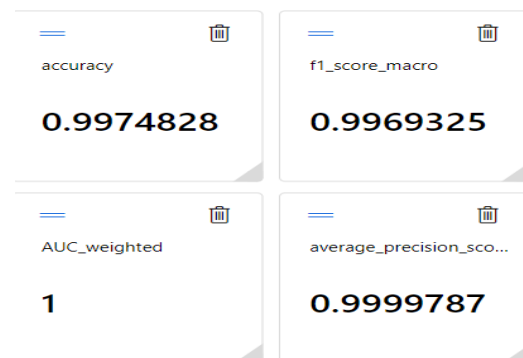 accuracy
f1_score_macro
0.9974828
0.9969325
AUC_weighted
average_precision_sco...
1
0.9999787